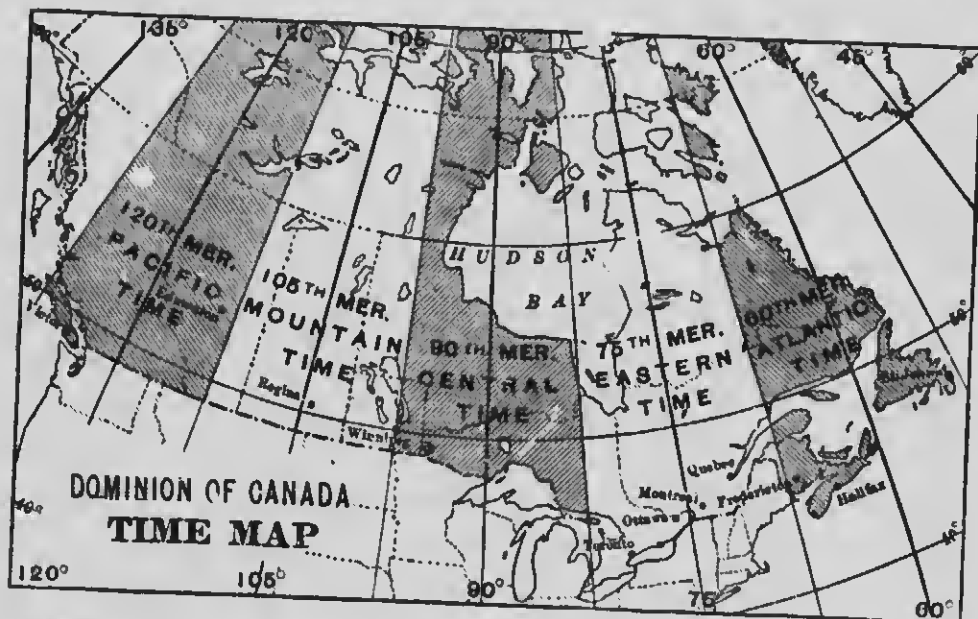 135° 120° 105° 90° 60° 45°
120TH MER.
PACIFIC
TIME
105TH MER.
MOUNTAIN
TIME
HUDSON
BAY
90TH MER.
CENTRAL
TIME
75TH MER.
EASTERN
TIME
60TH MER.
ATLANTIC
TIME
Regina
Quebec
Montreal
Fredericton
Ottawa
Halifax
Toronto
DOMINION OF CANADA
TIME MAP
40°
40°
120° 105° 90° 75 60°